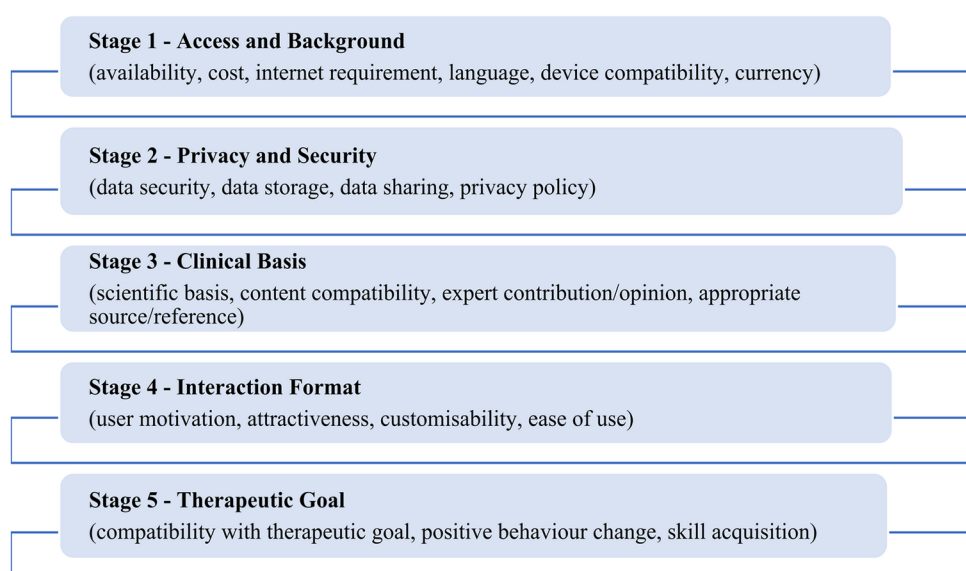 Stage 1 - Access and Background
(availability, cost, internet requirement, language, device compatibility, currency)
Stage 2 - Privacy and Security
(data security, data storage, data sharing, privacy policy)
Stage 3 - Clinical Basis
(scientific basis, content compatibility, expert contribution/opinion, appropriate
source/reference)
Stage 4 - Interaction Format
(user motivation, attractiveness, customisability, ease of use)
Stage 5 - Therapeutic Goal
(compatibility with therapeutic goal, positive behaviour change, skill acquisition)